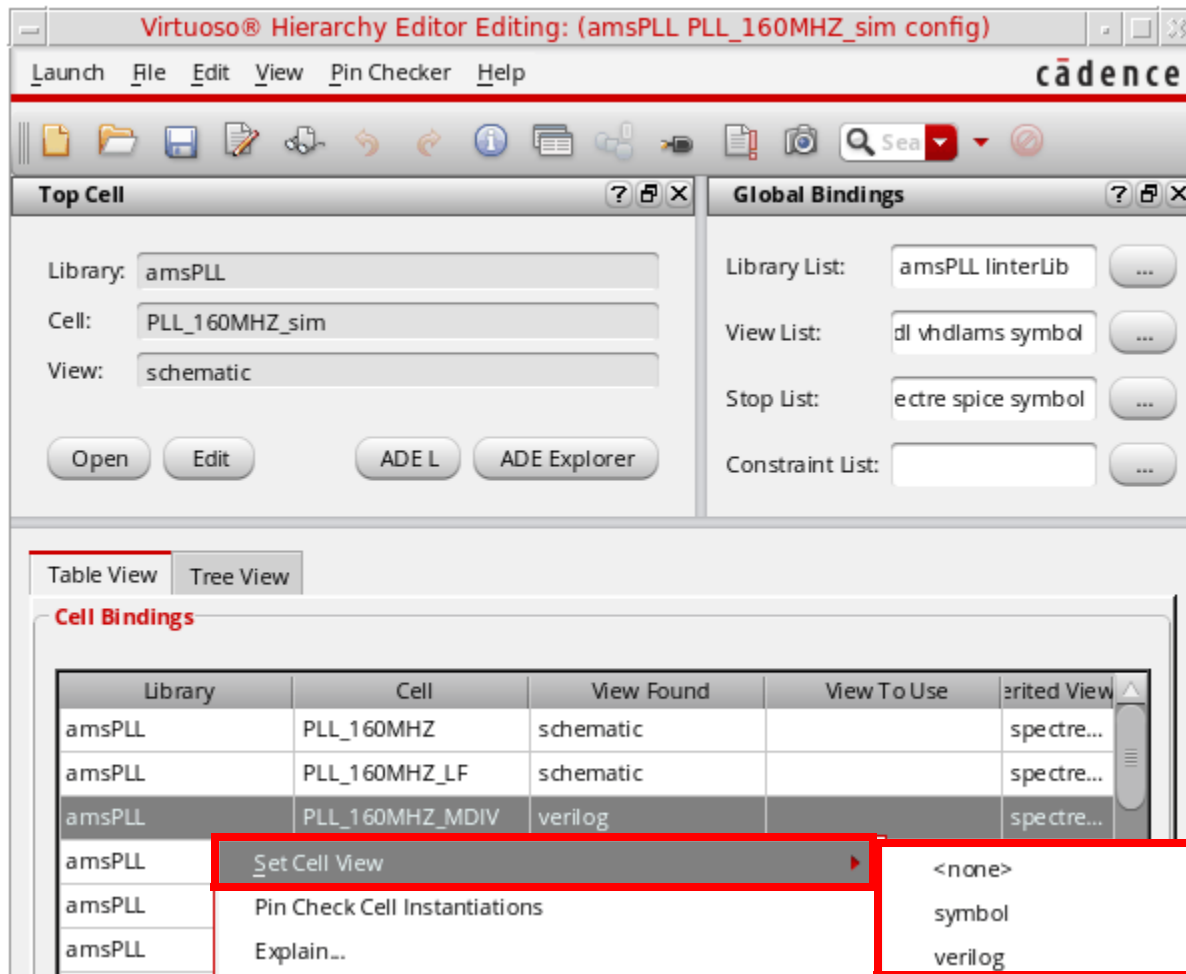 Virtuoso® Hierarchy Editor Editing: (amsPLL PLL_160MHZ_sim config)
Launch File Edit View Pin Checker Help cādence
Sea
Top Cell
Library: amsPLL
Cell: PLL_160MHZ_sim
View: schematic
Open Edit ADE L ADE Explorer
Global Bindings
Library List: amsPLL linterLib ...
View List: dl vhdlams symbol ...
Stop List: ectre spice symbol ...
Constraint List: ...
Table View Tree View
Cell Bindings
Library Cell View Found View To Use erited View
amsPLL PLL_160MHZ schematic spectre...
amsPLL PLL_160MHZ_LF schematic spectre...
amsPLL PLL_160MHZ_MDIV verilog spectre...
amsPLL Set Cell View <none>
amsPLL Pin Check Cell Instantiations symbol
amsPLL Explain... verilog